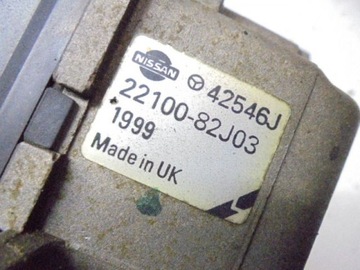 NISSAN 42546J
22100-82J03
1999
Made in UK